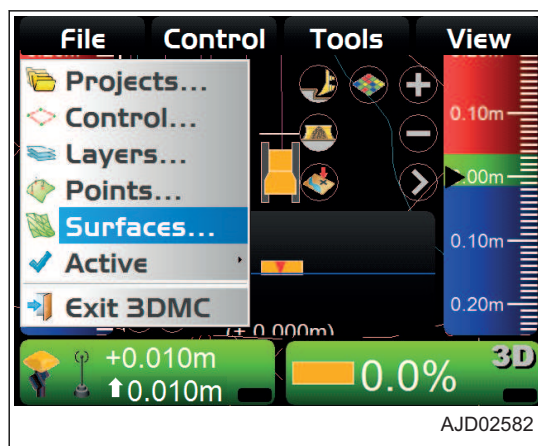 File Control Tools View
Projects...
Control...
Layers...
Points...
Surfaces...
Active
Exit 3DMC
0.10m
.00m
0.10m
0.20m
(± 0.000m)
+0.010m
0.010m
0.0%
3D
AJD02582